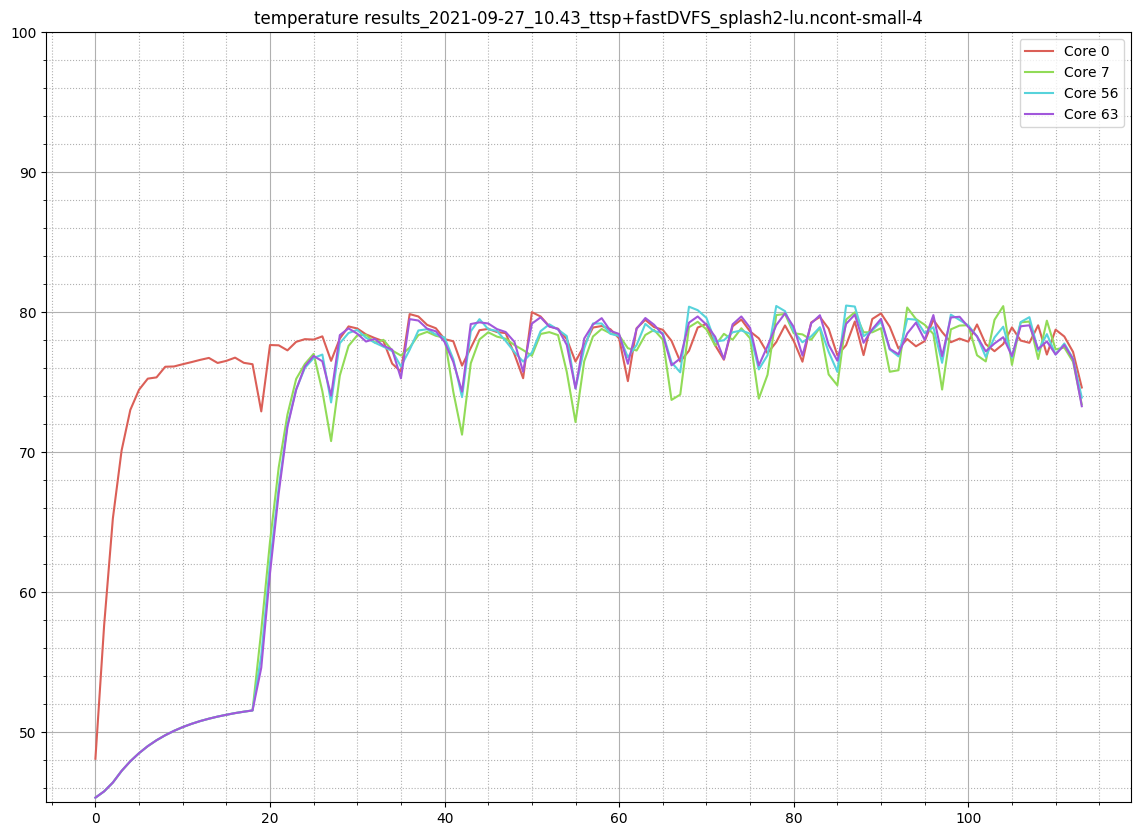 temperature results_2021-09-27_10.43_ttsp+fastDVFS_splash2-lu.ncont-small-4
100
90
80
70
60
50
0
20
40
60
80
100
Core 0
Core 7
Core 56
Core 63